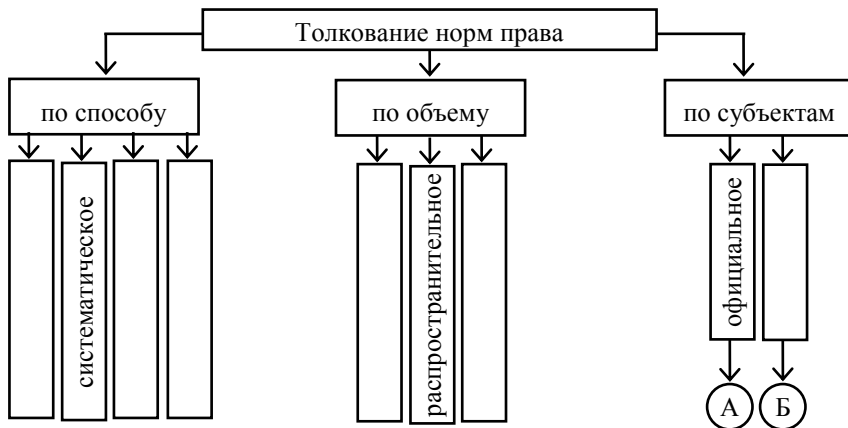 Толкование норм права
по способу
по объему
по субъектам
систематическое
распространительное
официальное
А
Б